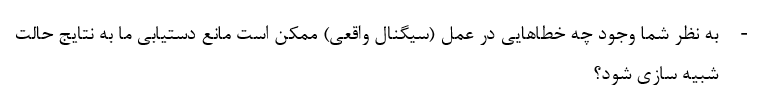 - به نظر شما وجود چه خطاهایی در عمل (سیگنال واقعی) ممکن است مانع دستیابی ما به نتایج حالت
شبیه سازی شود؟